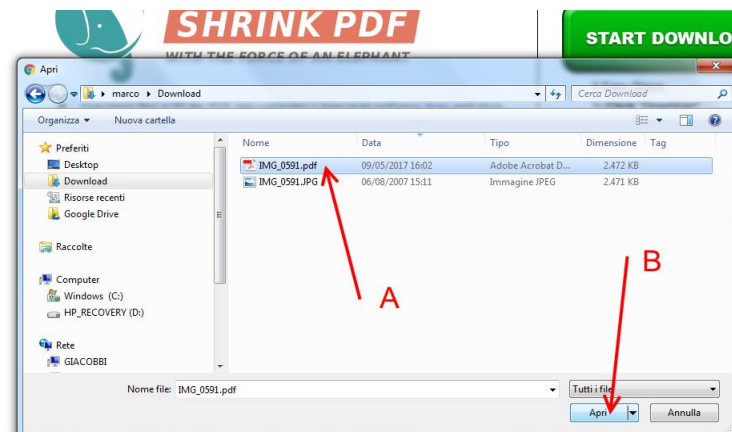 SHRINK PDF
WITH THE FORCE OF AN ELEPHANT
START DOWNLO
Apri
marco Download
Cerca Download
Organizza Nuova cartella
Nome Data Tipo Dimensione Tag
Preferiti
Desktop
Download
Risorse recenti
Google Drive
IMG_0591.pdf 09/05/2017 16:02 Adobe Acrobat D... 2.472 KB
IMG_0591.JPG 06/08/2007 15:11 Immagine JPEG 2.471 KB
Raccolte
Computer
Windows (C:)
HP_RECOVERY (D:)
Rete
GIACOBBI
A
B
Nome file: IMG_0591.pdf
Tutti i file
Apri Annulla